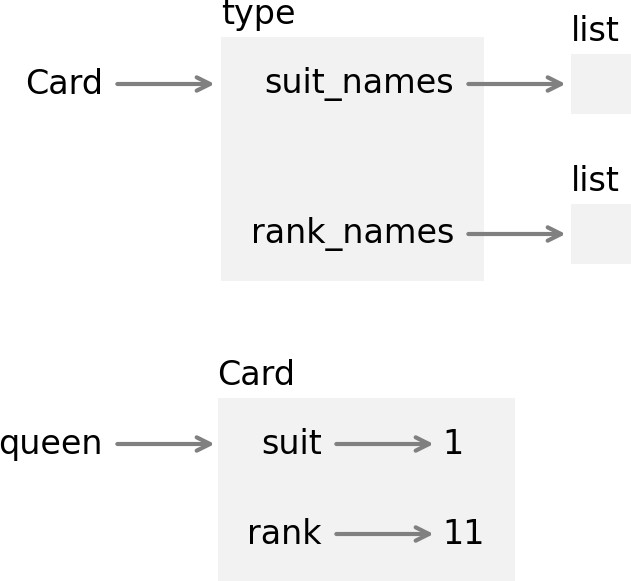 type
list
Card
suit_names
list
rank_names
Card
queen
suit
1
rank
11